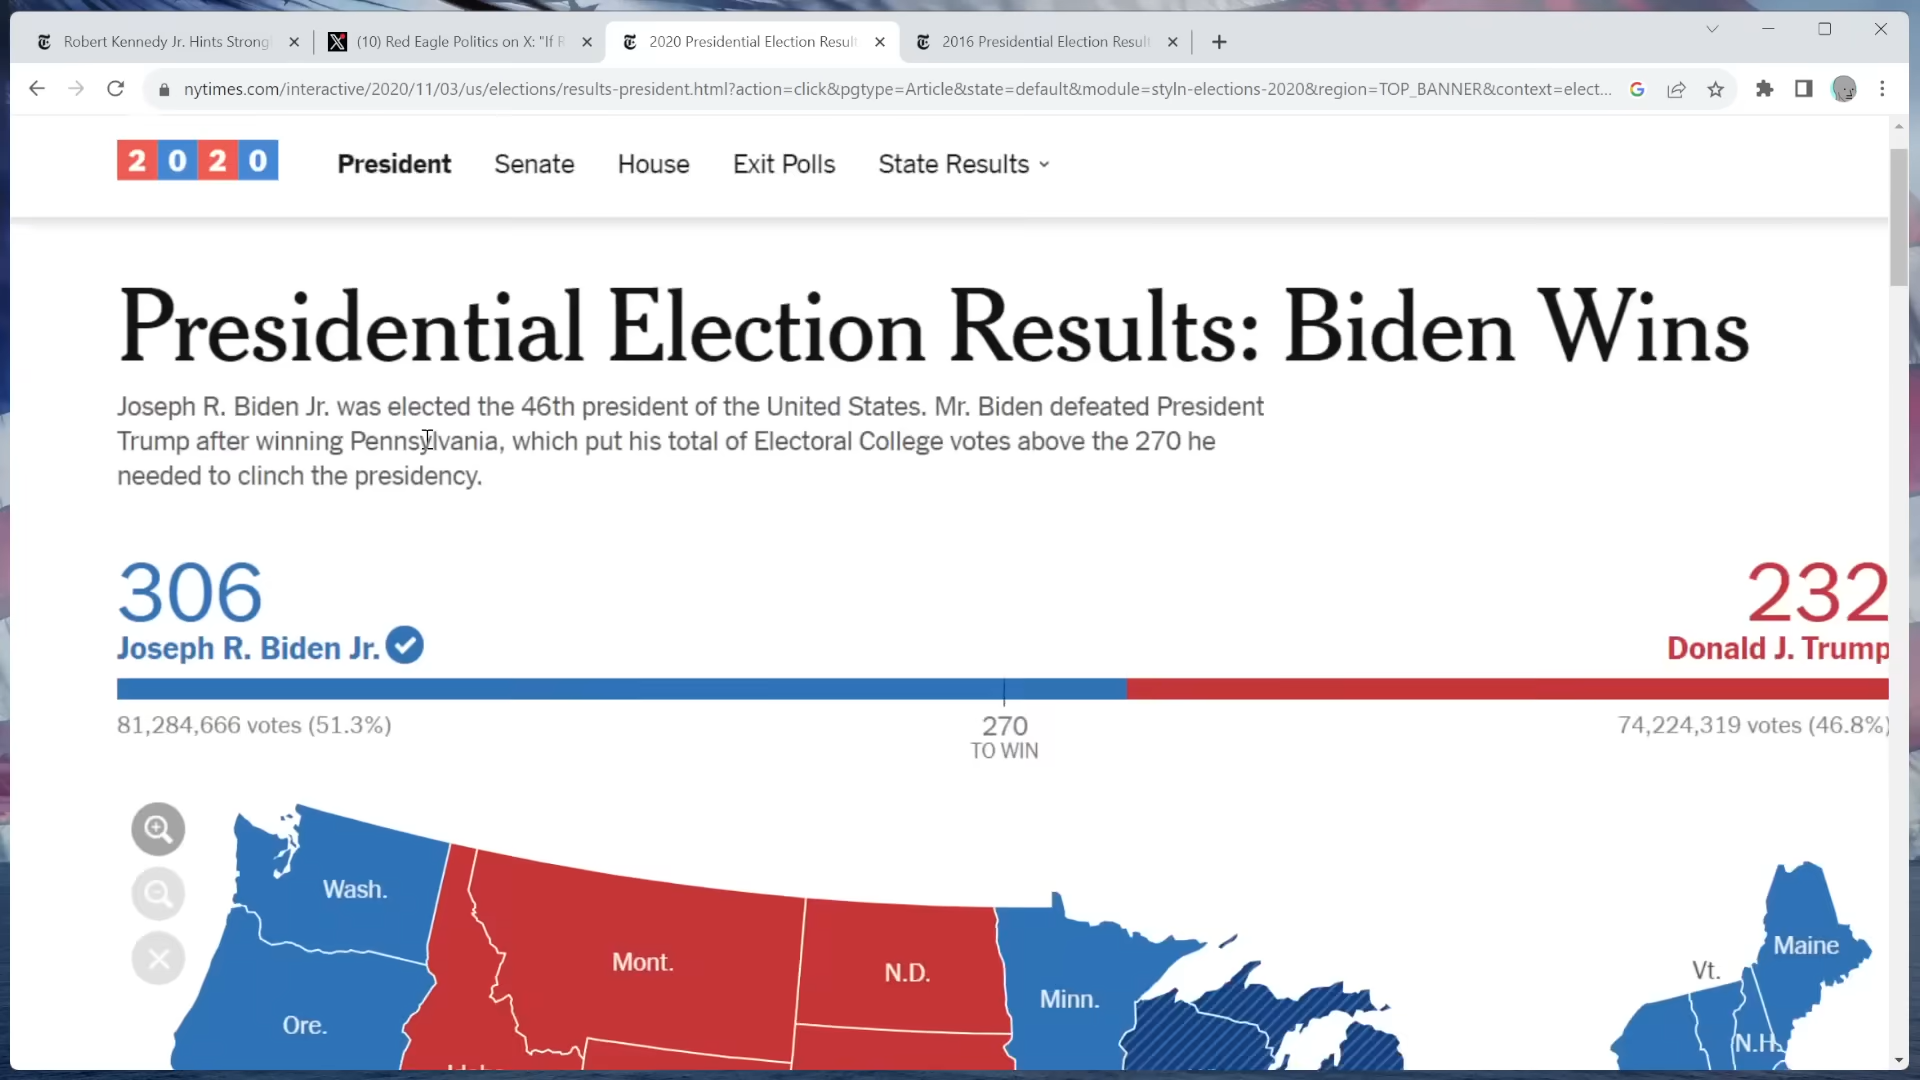 Robert Kennedy Jr. Hints Strongl
(10) Red Eagle Politics on X: "If R
2020 Presidential Election Result
2016 Presidential Election Result
nytimes.com/interactive/2020/11/03/us/elections/results-president.html?action=click&pgtype=Article&state=default&module=styln-elections-2020&region=TOP_BANNER&context=elect...
2020 President Senate House Exit Polls State Results
Presidential Election Results: Biden Wins
Joseph R. Biden Jr. was elected the 46th president of the United States. Mr. Biden defeated President
Trump after winning Pennsylvania, which put his total of Electoral College votes above the 270 he
needed to clinch the presidency.
306 232
Joseph R. Biden Jr. Donald J. Trump
81,284,666 votes (51.3%) 270 74,224,319 votes (46.8%)
TO WIN
Wash.
Mont.
N.D.
Minn.
Maine
Vt.
Ore.
N.H.